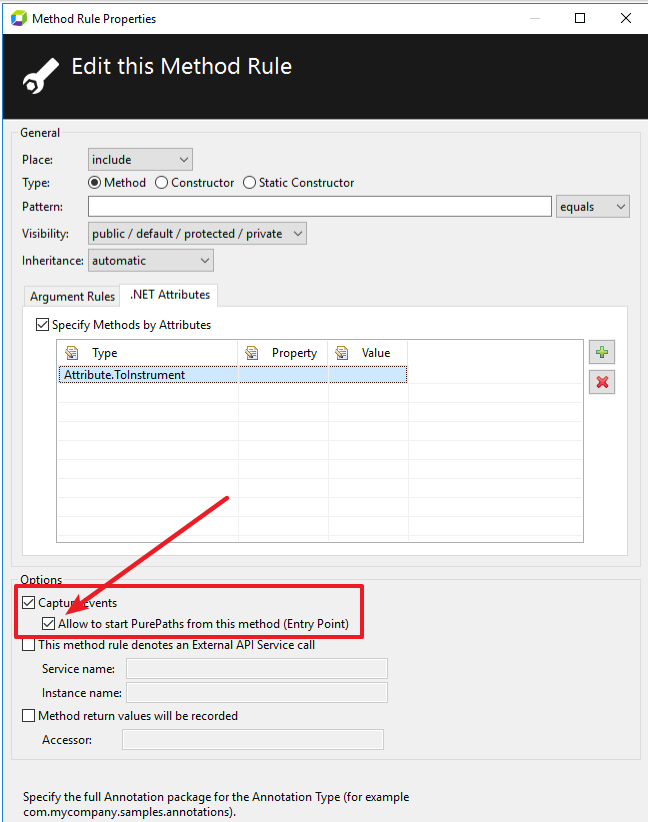 Method Rule Properties
Edit this Method Rule
General
Place: include
Type: Method Constructor Static Constructor
Pattern: equals
Visibility: public / default / protected / private
Inheritance: automatic
Argument Rules .NET Attributes
Specify Methods by Attributes
Type Property Value
Attribute.ToInstrument
Options
Capture Events
Allow to start PurePaths from this method (Entry Point)
This method rule denotes an External API Service call
Service name:
Instance name:
Method return values will be recorded
Accessor:
Specify the full Annotation package for the Annotation Type (for example
com.mycompany.samples.annotations).